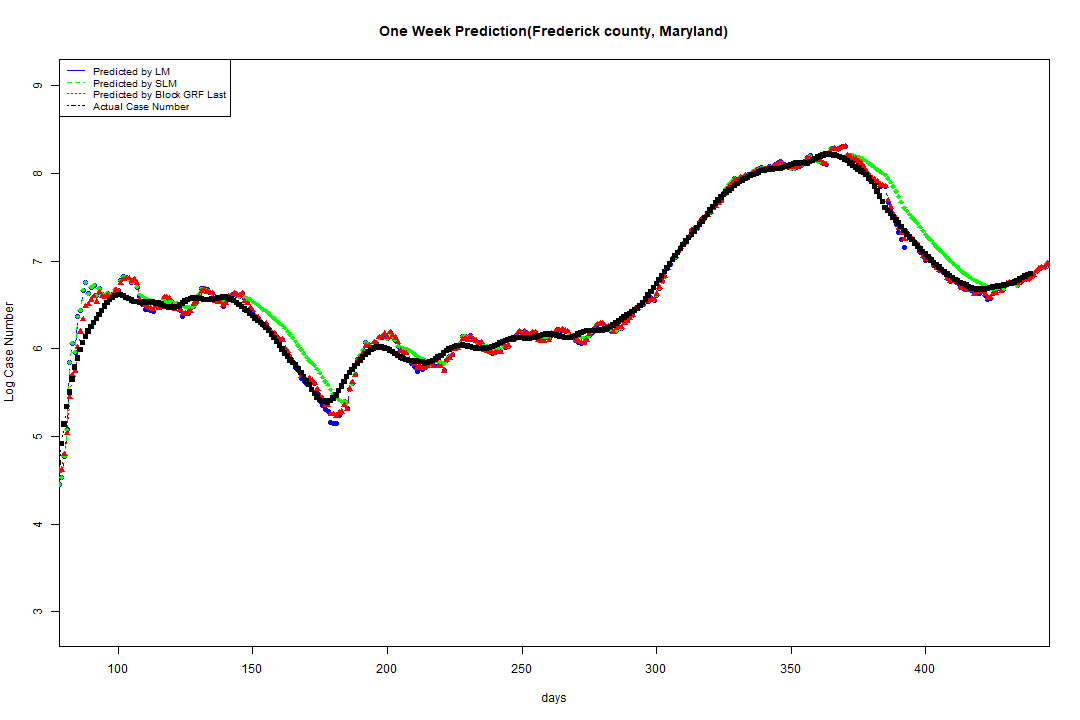 One Week Prediction(Frederick county, Maryland)
Predicted by LM
Predicted by SLM
Predicted by Block GRF Last
Actual Case Number
9
8
7
6
5
4
3
Log Case Number
100 150 200 250 300 350 400
days